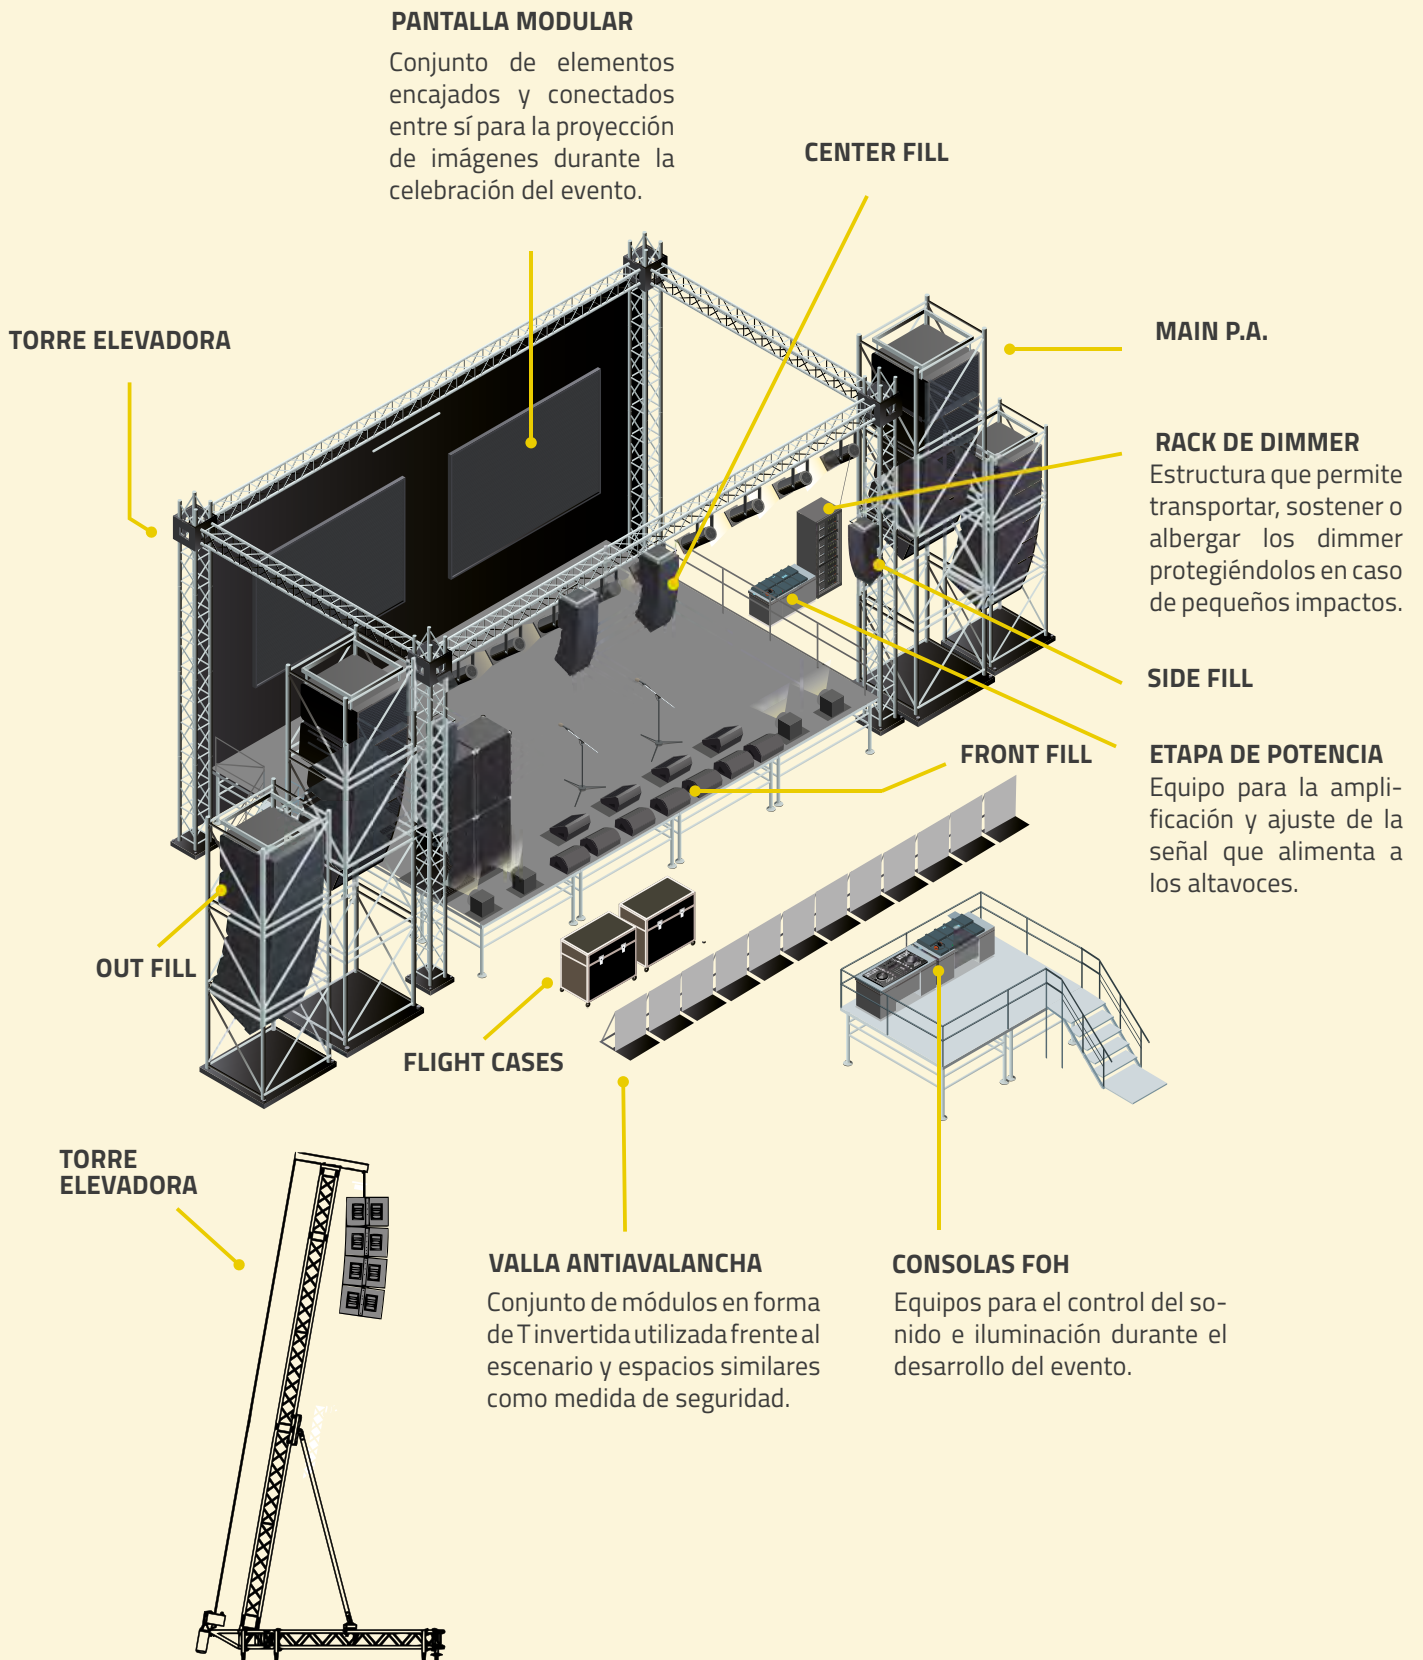 PANTALLA MODULAR
Conjunto de elementos
encajados y conectados
entre sí para la proyección
de imágenes durante la
celebración del evento.
CENTER FILL
TORRE ELEVADORA
MAIN P.A.
RACK DE DIMMER
Estructura que permite
transportar, sostener o
albergar los dimmer
protegiéndolos en caso
de pequeños impactos.
SIDE FILL
FRONT FILL
ETAPA DE POTENCIA
Equipo para la ampli-
ficación y ajuste de la
señal que alimenta a
los altavoces.
OUT FILL
FLIGHT CASES
TORRE
ELEVADORA
VALLA ANTIAVALANCHA
Conjunto de módulos en forma
de T invertida utilizada frente al
escenario y espacios similares
como medida de seguridad.
CONSOLAS FOH
Equipos para el control del so-
nido e iluminación durante el
desarrollo del evento.